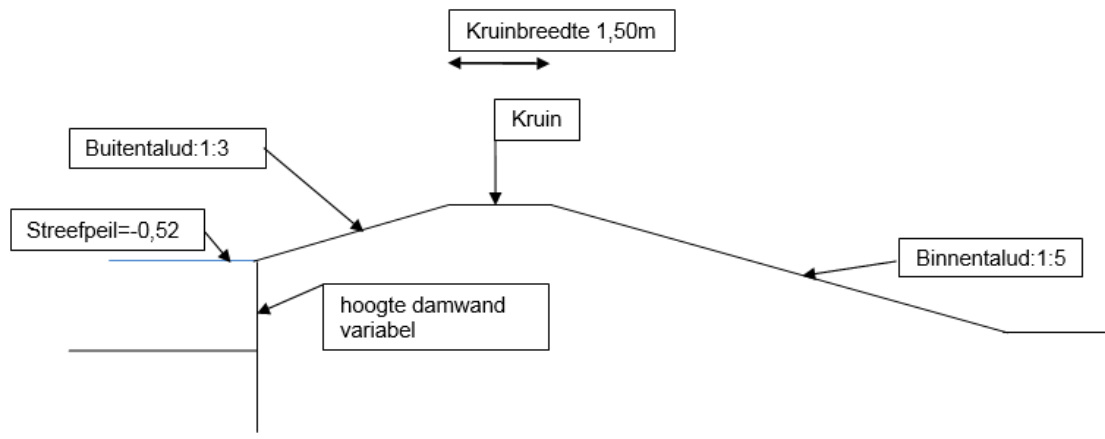 Kruinbreedte 1,50m
Kruin
Buitentalud:1:3
Streefpeil=-0,52
Binnentalud:1:5
hoogte damwand
variabel